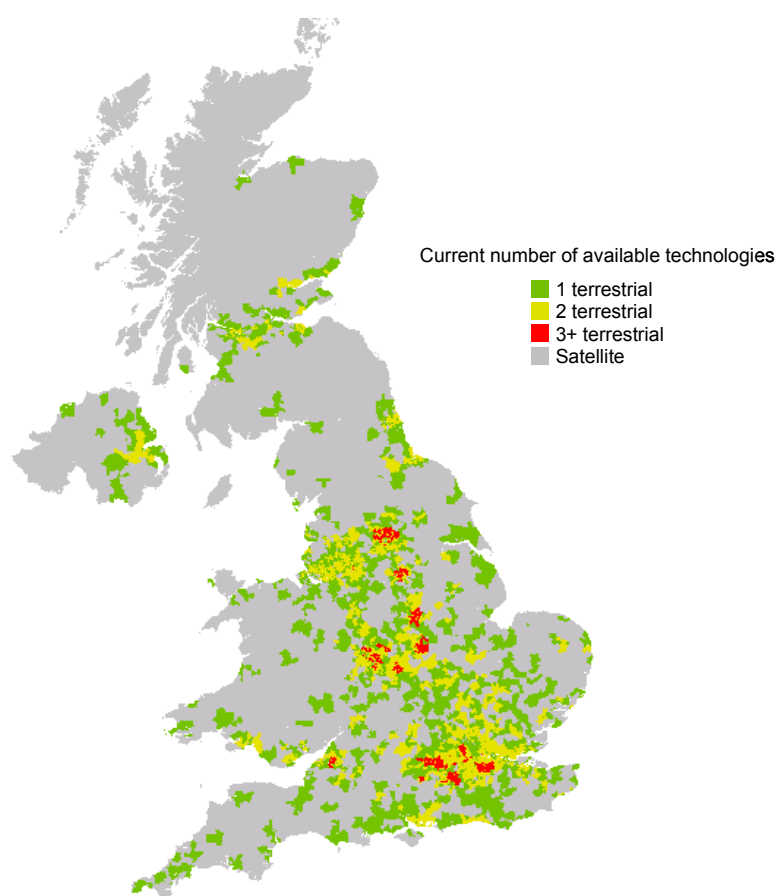 Current number of available technologies
1 terrestrial
2 terrestrial
3+ terrestrial
Satellite